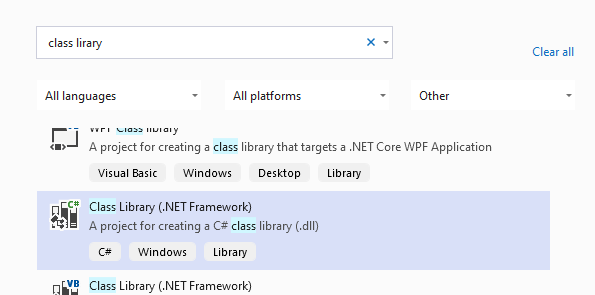 class lirary
Clear all
All languages
All platforms
Other
WPF Class library
A project for creating a class library that targets a .NET Core WPF Application
Visual Basic
Windows
Desktop
Library
C#
Class Library (.NET Framework)
A project for creating a C# class library (.dll)
C#
Windows
Library
VB
Class Library (.NET Framework)